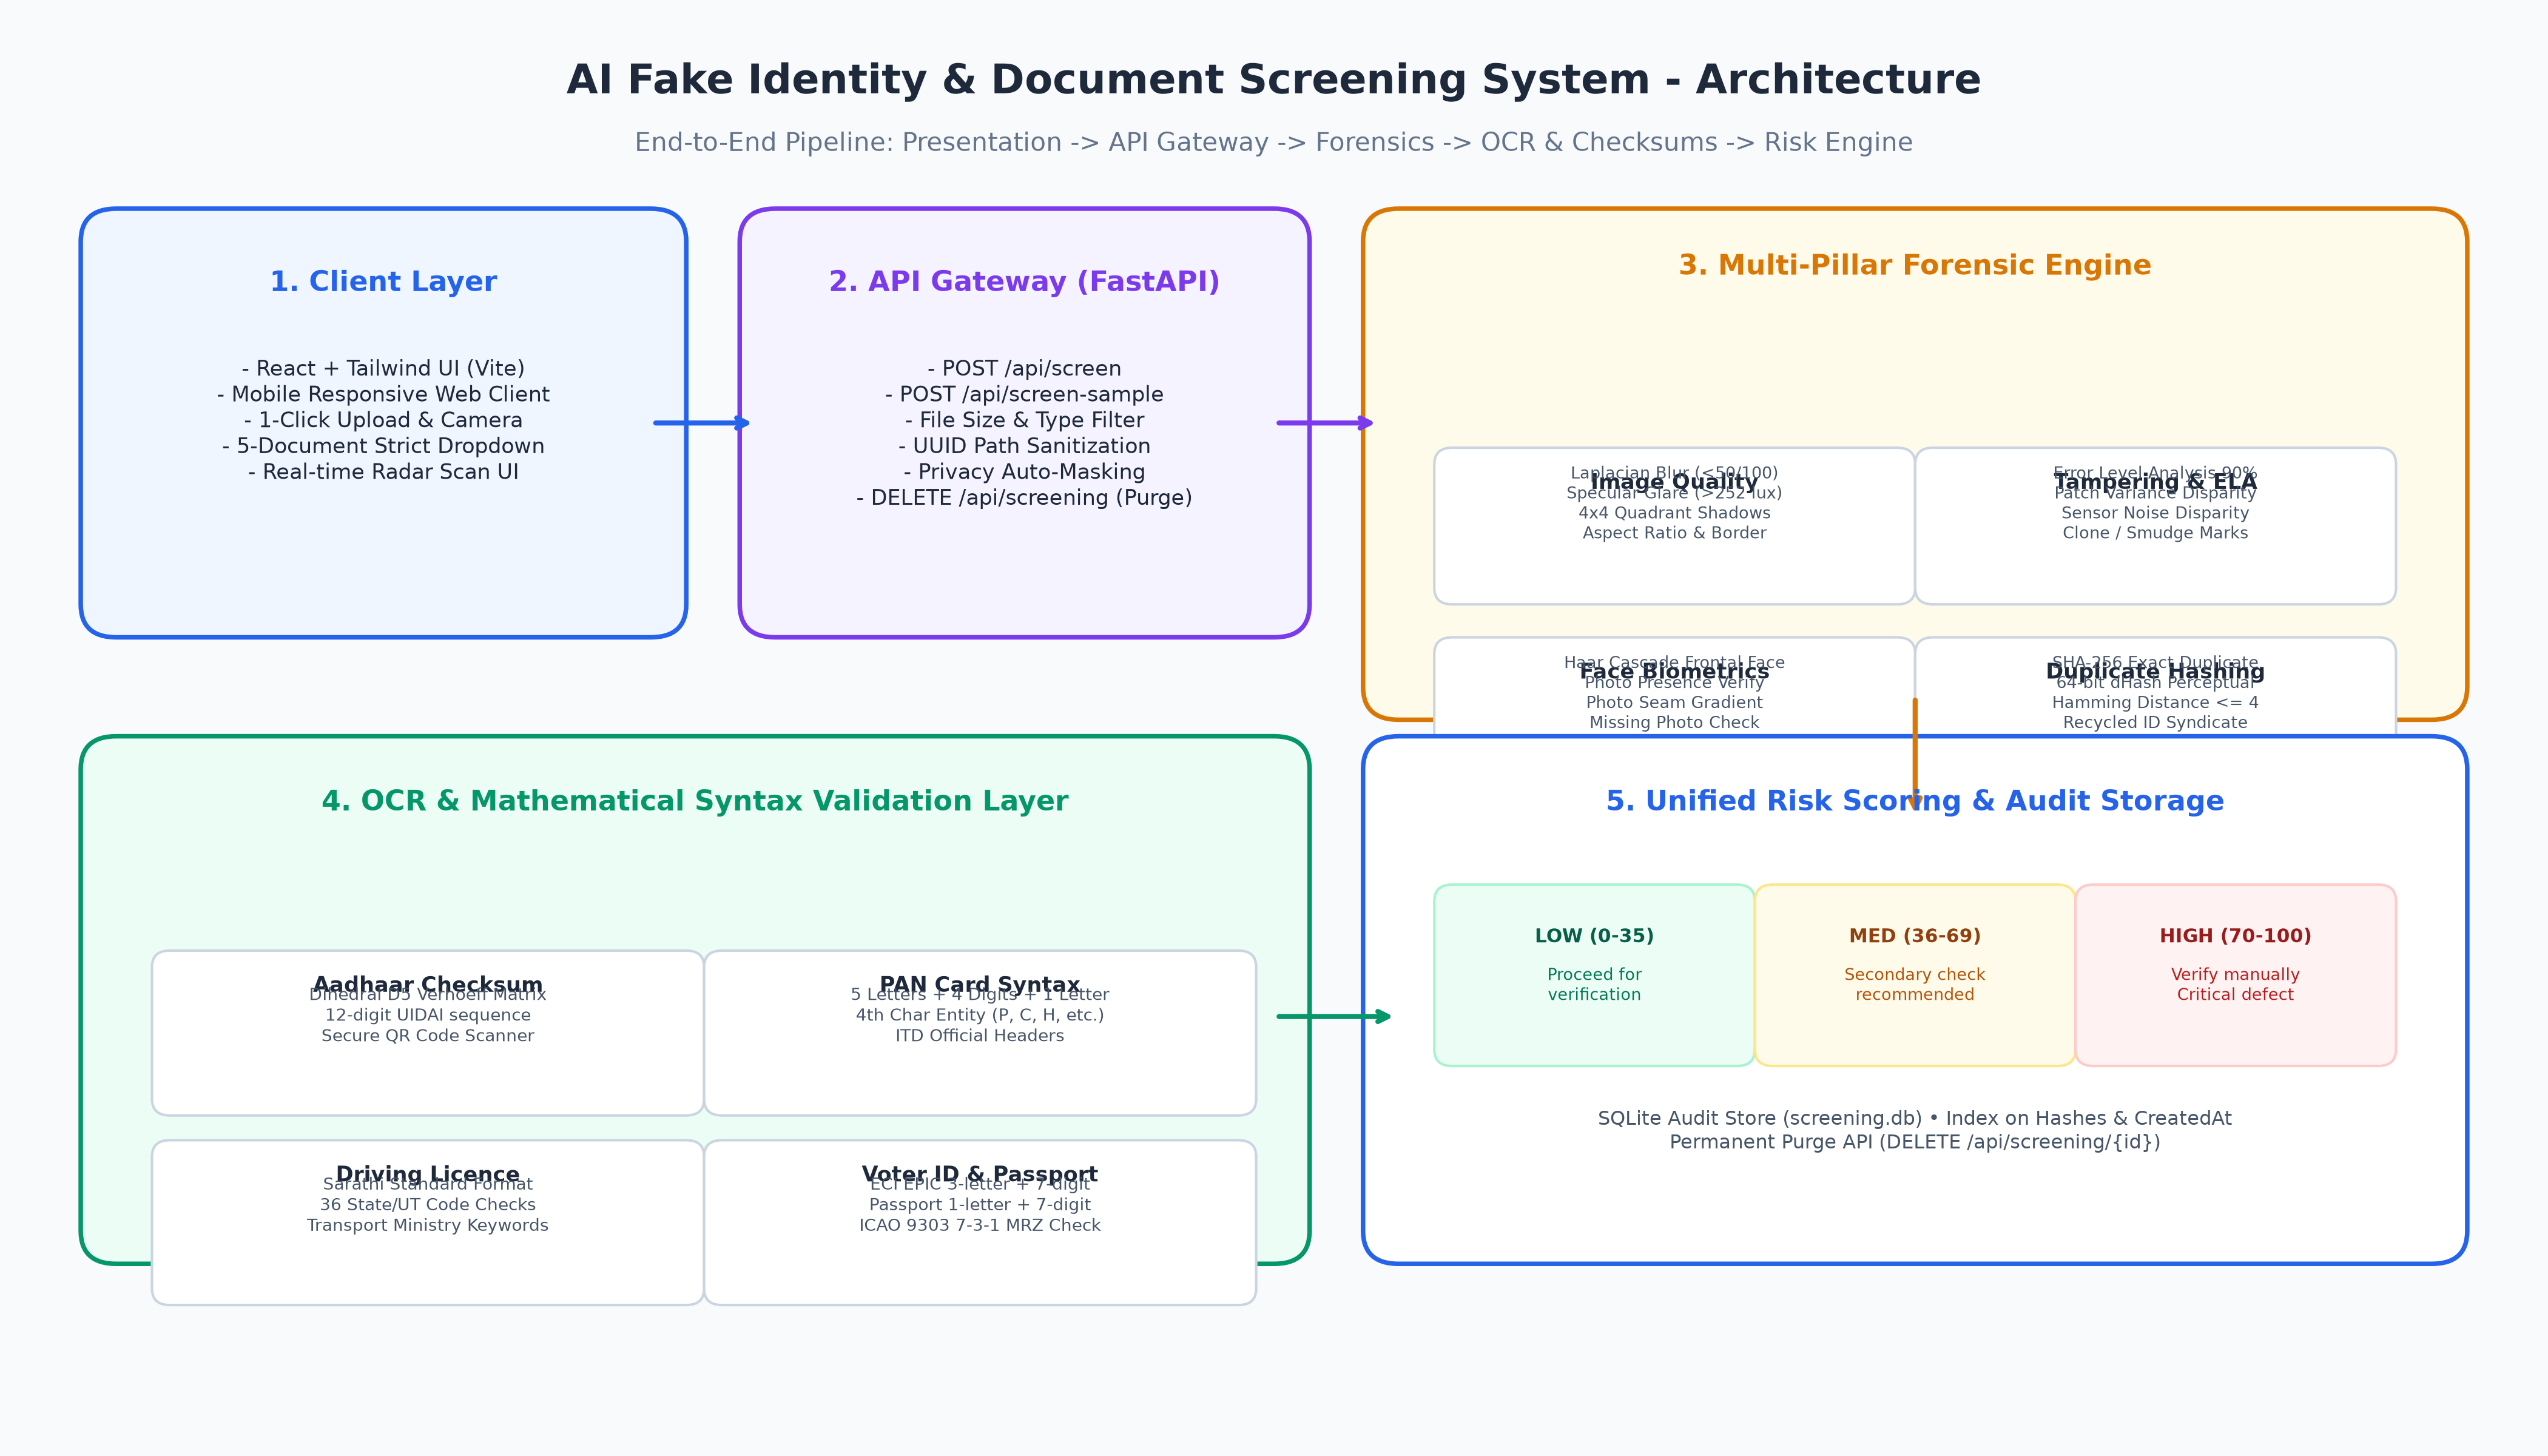 AI Fake Identity & Document Screening System - Architecture
End-to-End Pipeline: Presentation -> API Gateway -> Forensics -> OCR & Checksums -> Risk Engine
1. Client Layer
- React + Tailwind UI (Vite)
- Mobile Responsive Web Client
- 1-Click Upload & Camera
- 5-Document Strict Dropdown
- Real-time Radar Scan UI
2. API Gateway (FastAPI)
- POST /api/screen
- POST /api/screen-sample
- File Size & Type Filter
- UUID Path Sanitization
- Privacy Auto-Masking
- DELETE /api/screening (Purge)
3. Multi-Pillar Forensic Engine
Image Quality
Laplacian Blur (<50/100)
Specular Glare (>252 lux)
4x4 Quadrant Shadows
Aspect Ratio & Border
Tampering & ELA
Error Level Analysis 90%
Patch Variance Disparity
Sensor Noise Disparity
Clone / Smudge Marks
Face Biometrics
Haar Cascade Frontal Face
Photo Presence Verify
Photo Seam Gradient
Missing Photo Check
Duplicate Hashing
SHA-256 Exact Duplicate
64-bit dHash Perceptual
Hamming Distance <= 4
Recycled ID Syndicate
4. OCR & Mathematical Syntax Validation Layer
Aadhaar Checksum
Dihedral D5 Verhoeff Matrix
12-digit UIDAI sequence
Secure QR Code Scanner
PAN Card Syntax
5 Letters + 4 Digits + 1 Letter
4th Char Entity (P, C, H, etc.)
ITD Official Headers
Driving Licence
Sarathi Standard Format
36 State/UT Code Checks
Transport Ministry Keywords
Voter ID & Passport
ECI EPIC 3-letter + 7-digit
Passport 1-letter + 7-digit
ICAO 9303 7-3-1 MRZ Check
5. Unified Risk Scoring & Audit Storage
LOW (0-35)
Proceed for
verification
MED (36-69)
Secondary check
recommended
HIGH (70-100)
Verify manually
Critical defect
SQLite Audit Store (screening.db) • Index on Hashes & CreatedAt
Permanent Purge API (DELETE /api/screening/{id})